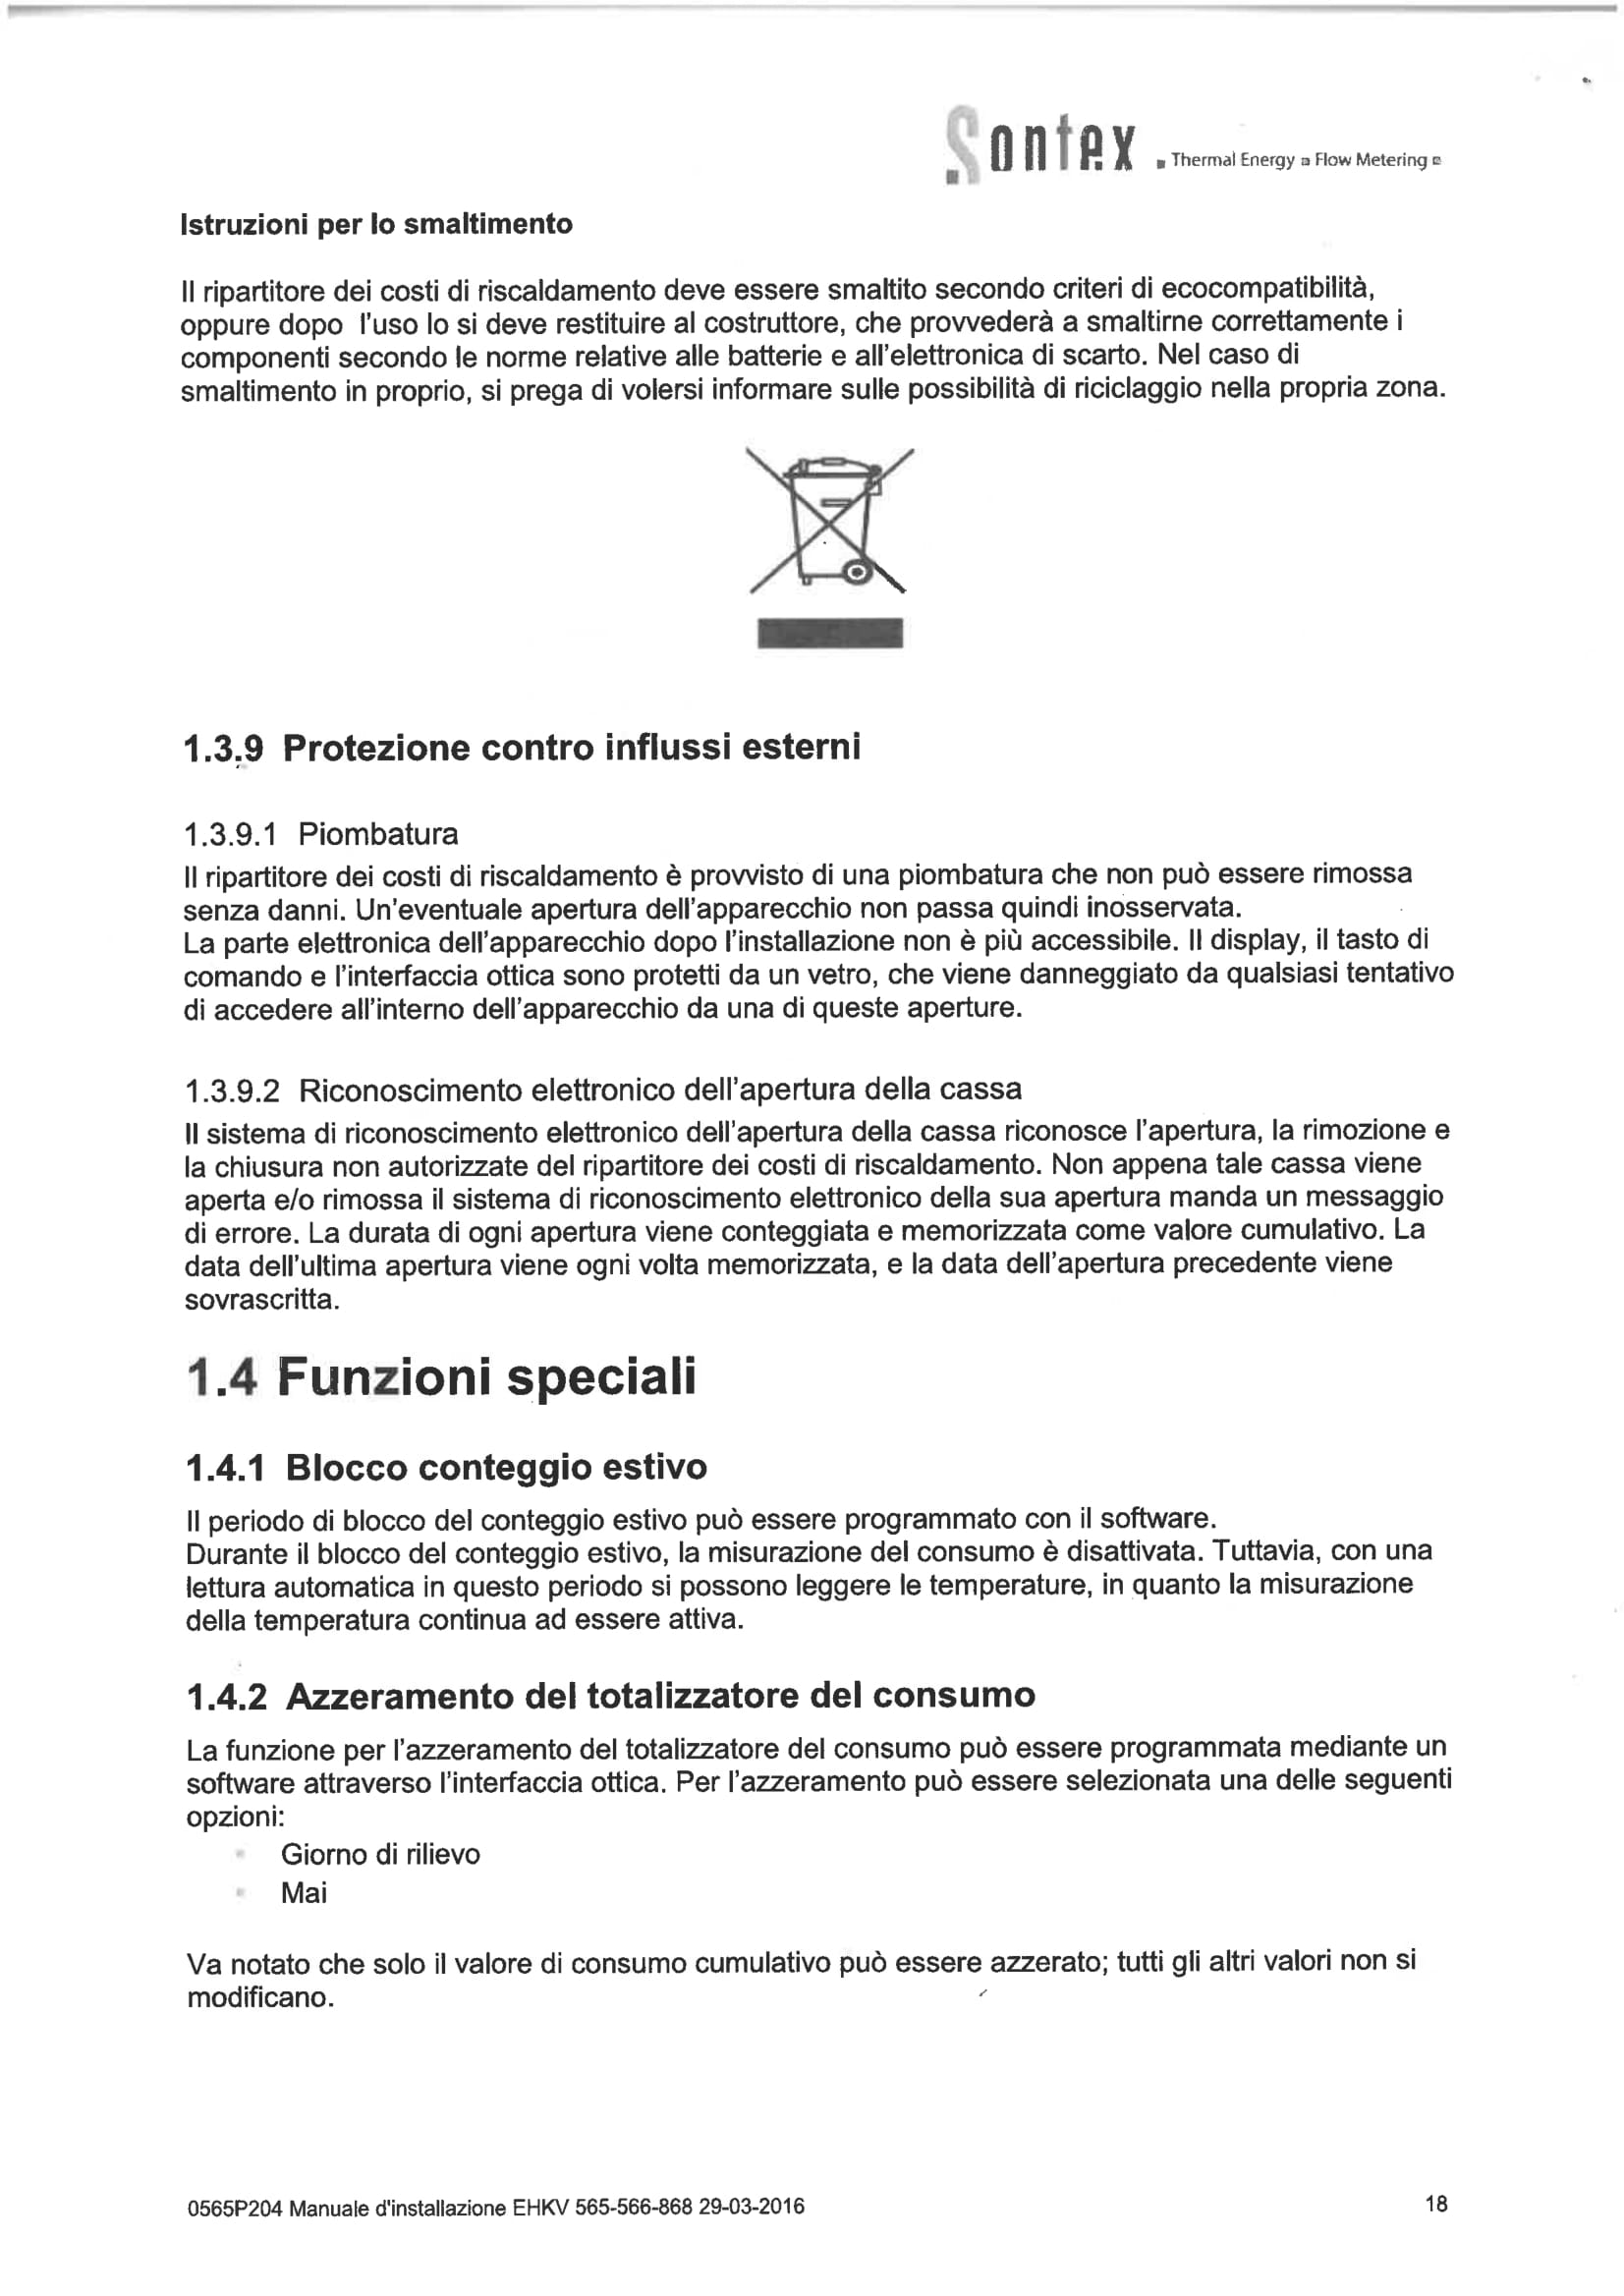 Sontex Thermal Energy Flow Metering
Istruzioni per lo smaltimento
Il ripartitore dei costi di riscaldamento deve essere smaltito secondo criteri di ecocompatibilità,
oppure dopo l'uso lo si deve restituire al costruttore, che provvederà a smaltirne correttamente i
componenti secondo le norme relative alle batterie e all'elettronica di scarto. Nel caso di
smaltimento in proprio, si prega di volersi informare sulle possibilità di riciclaggio nella propria zona.
1.3.9 Protezione contro influssi esterni
1.3.9.1 Piombatura
Il ripartitore dei costi di riscaldamento è provvisto di una piombatura che non può essere rimossa
senza danni. Un'eventuale apertura dell'apparecchio non passa quindi inosservata.
La parte elettronica dell'apparecchio dopo l'installazione non è più accessibile. Il display, il tasto di
comando e l'interfaccia ottica sono protetti da un vetro, che viene danneggiato da qualsiasi tentativo
di accedere all'interno dell'apparecchio da una di queste aperture.
1.3.9.2 Riconoscimento elettronico dell'apertura della cassa
Il sistema di riconoscimento elettronico dell'apertura della cassa riconosce l'apertura, la rimozione e
la chiusura non autorizzate del ripartitore dei costi di riscaldamento. Non appena tale cassa viene
aperta e/o rimossa il sistema di riconoscimento elettronico della sua apertura manda un messaggio
di errore. La durata di ogni apertura viene conteggiata e memorizzata come valore cumulativo. La
data dell'ultima apertura viene ogni volta memorizzata, e la data dell'apertura precedente viene
sovrascritta.
1.4 Funzioni speciali
1.4.1 Blocco conteggio estivo
Il periodo di blocco del conteggio estivo può essere programmato con il software.
Durante il blocco del conteggio estivo, la misurazione del consumo è disattivata. Tuttavia, con una
lettura automatica in questo periodo si possono leggere le temperature, in quanto la misurazione
della temperatura continua ad essere attiva.
1.4.2 Azzeramento del totalizzatore del consumo
La funzione per l'azzeramento del totalizzatore del consumo può essere programmata mediante un
software attraverso l'interfaccia ottica. Per l'azzeramento può essere selezionata una delle seguenti
opzioni:
Giorno di rilievo
Mai
Va notato che solo il valore di consumo cumulativo può essere azzerato; tutti gli altri valori non si
modificano.
0565P204 Manuale d'installazione EHKV 565-566-868 29-03-2016 18